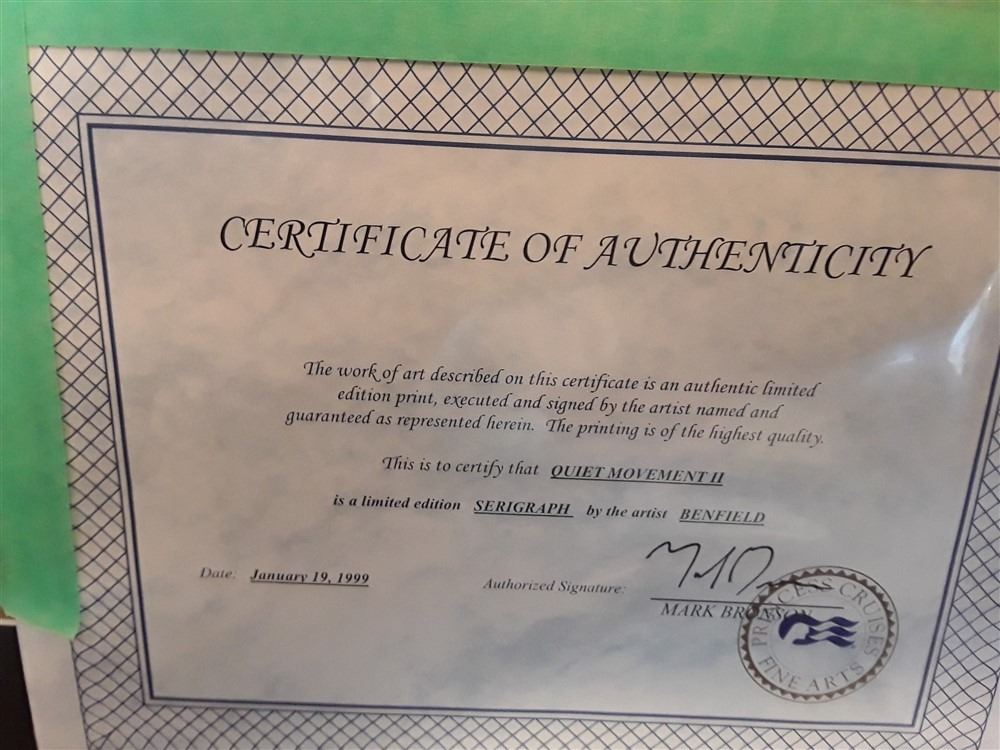 CERTIFICATE OF AUTHENTICITY
The work of art described on this certificate is an authentic limited
edition print, executed and signed by the artist named and
guaranteed as represented herein. The printing is of the highest quality.
This is to certify that QUIET MOVEMENT II
is a limited edition SERIGRAPH by the artist BENFIELD
Date: January 19, 1999
Authorized Signature:
MARK BRONSON
PRINCESS CRUISES
FINE ARTS